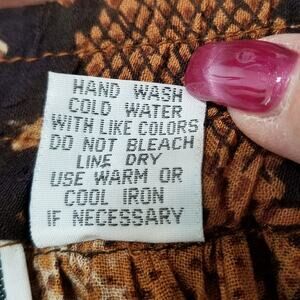 HAND WASH
COLD WATER
WITH LIKE COLORS
DO NOT BLEACH
LINE DRY
USE WARM OR
COOL IRON
IF NECESSARY